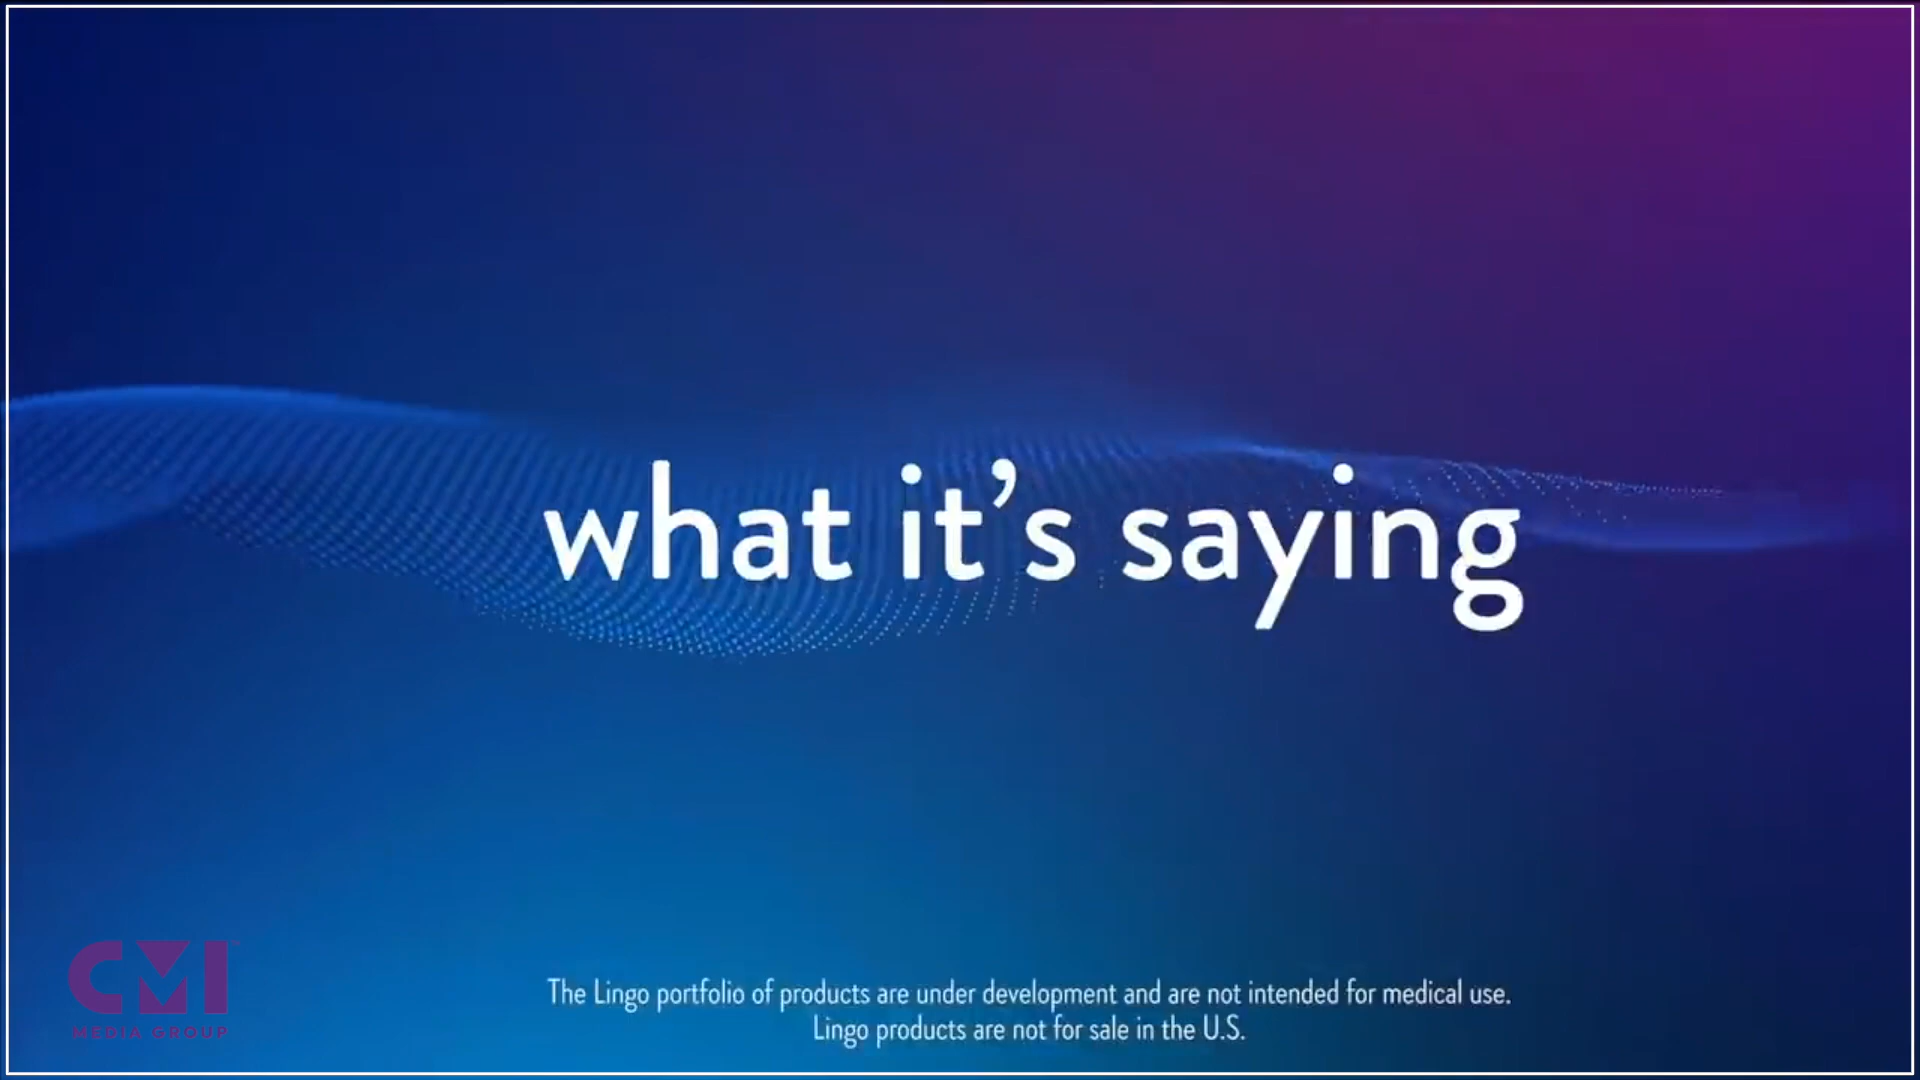 what it’s saying
CMI
MEDIA GROUP
The Lingo portfolio of products are under development and are not intended for medical use.
Lingo products are not for sale in the U.S.